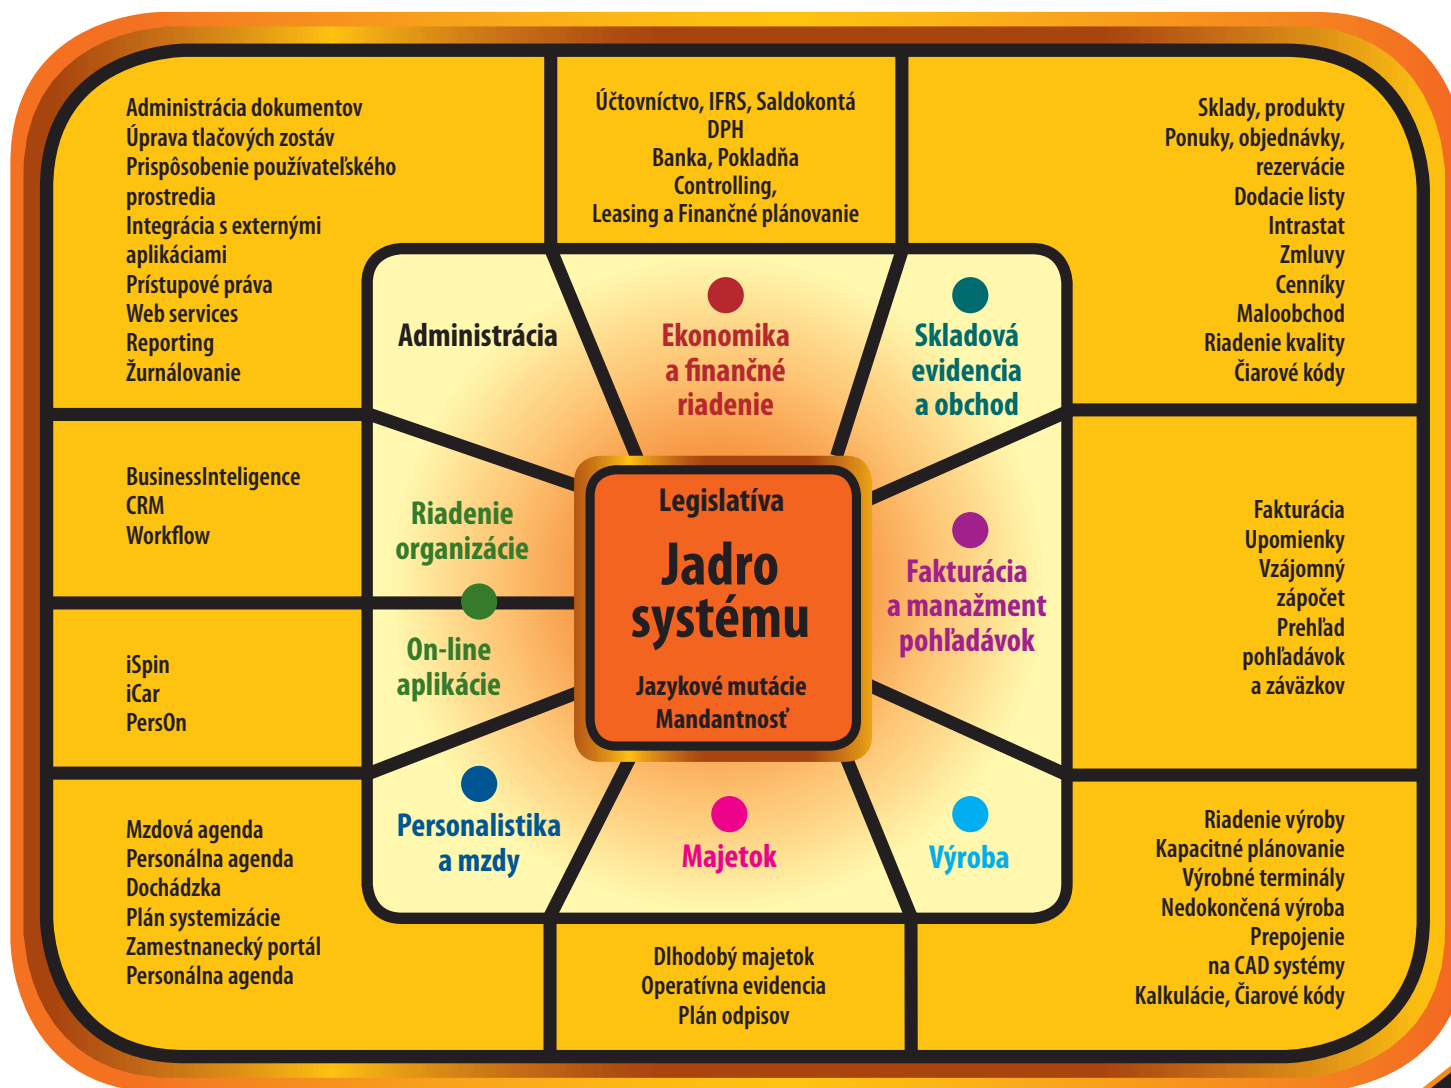 Administrácia dokumentov
Úprava tlačových zostáv
Prispôsobenie používateľského
prostredia
Integrácia s externými
aplikáciami
Prístupové práva
Web services
Reporting
Žurnálovanie
Účtovníctvo, IFRS, Saldokontá
DPH
Banka, Pokladňa
Controlling,
Leasing a Finančné plánovanie
Sklady, produkty
Ponuky, objednávky,
rezervácie
Dodacie listy
Intrastat
Zmluvy
Cenníky
Maloobchod
Riadenie kvality
Čiarové kódy
Administrácia
Ekonomika
a finančné
riadenie
Skladová
evidencia
a obchod
BusinessInteligence
CRM
Workflow
Riadenie
organizácie
Legislatíva
Jadro
systému
Jazykové mutácie
Mandantnosť
Fakturácia
a manažment
pohľadávok
Fakturácia
Upomienky
Vzájomný
zápočet
Prehľad
pohľadávok
a záväzkov
iSpin
iCar
PersOn
On-line
aplikácie
Personalistika
a mzdy
Majetok
Výroba
Mzdová agenda
Personálna agenda
Dochádzka
Plán systemizácie
Zamestnanecký portál
Personálna agenda
Dlhodobý majetok
Operatívna evidencia
Plán odpisov
Riadenie výroby
Kapacitné plánovanie
Výrobné terminály
Nedokončená výroba
Prepojenie
na CAD systémy
Kalkulácie, Čiarové kódy